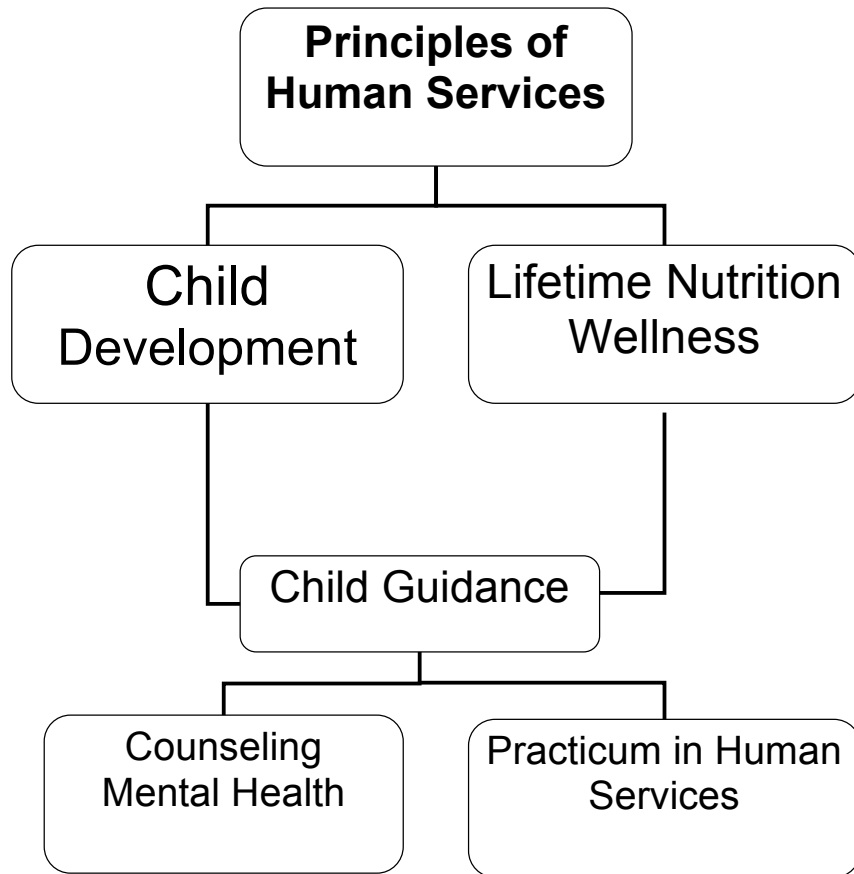 Principles of
Human Services
Child
Development
Lifetime Nutrition
Wellness
Child Guidance
Counseling
Mental Health
Practicum in Human
Services